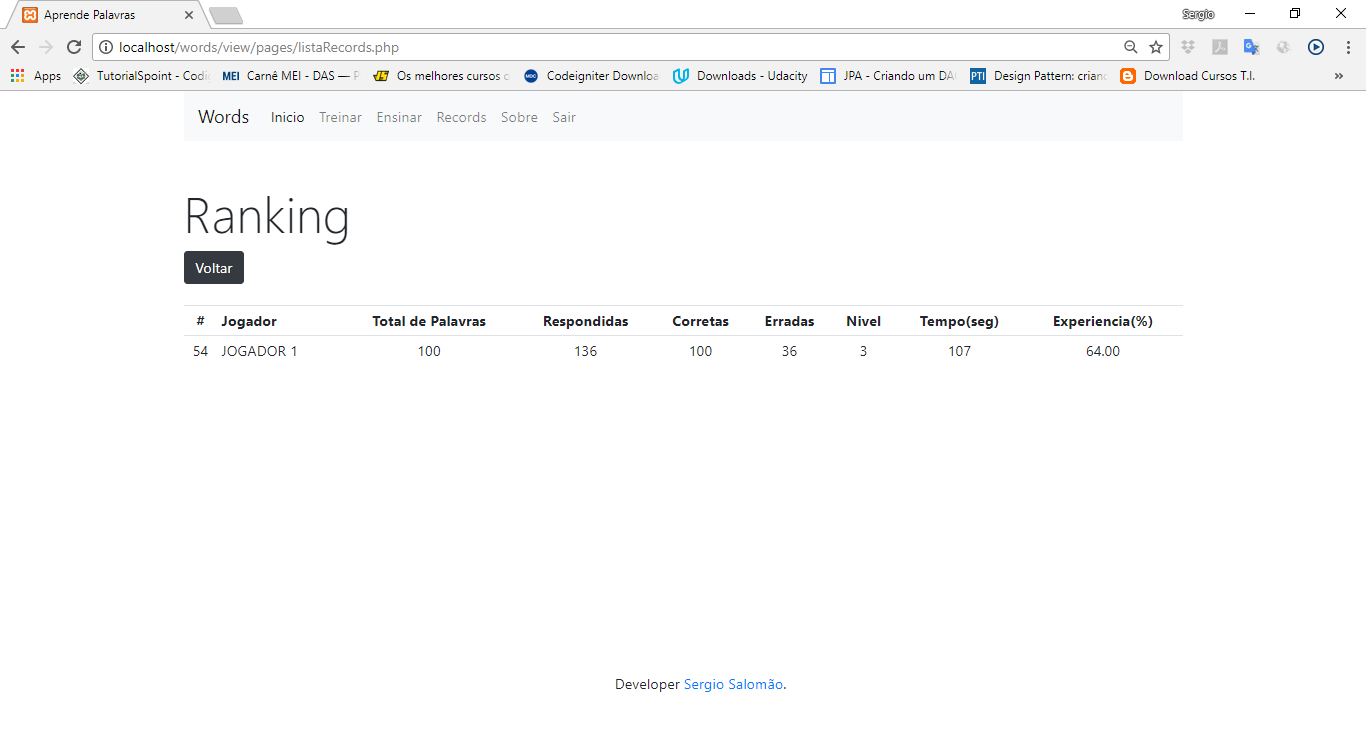 Aprende Palavras
Sergio
localhost/words/view/pages/listaRecords.php
Apps TutorialSpoint - Codi MEI Carnê MEI - DAS — P Os melhores cursos MDC Codeigniter Downloa Downloads - Udacity JPA - Criando um DA PTI Design Pattern: crian Download Cursos T.I. »
Words Inicio Treinar Ensinar Records Sobre Sair
Ranking
Voltar
# Jogador Total de Palavras Respondidas Corretas Erradas Nivel Tempo(seg) Experiencia(%)
54 JOGADOR 1 100 136 100 36 3 107 64.00
Developer Sergio Salomão.